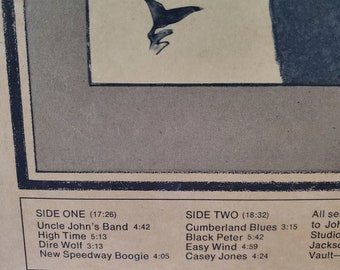 SIDE ONE (17:26)
Uncle John's Band 4:42
High Time 5:13
Dire Wolf 3:13
New Speedway Boogie 4:05
SIDE TWO (18:32)
Cumberland Blues 3:15
Black Peter 5:42
Easy Wind 4:59
Casey Jones 4:24
All se
to Joh
Studio
Jackso
Vault—